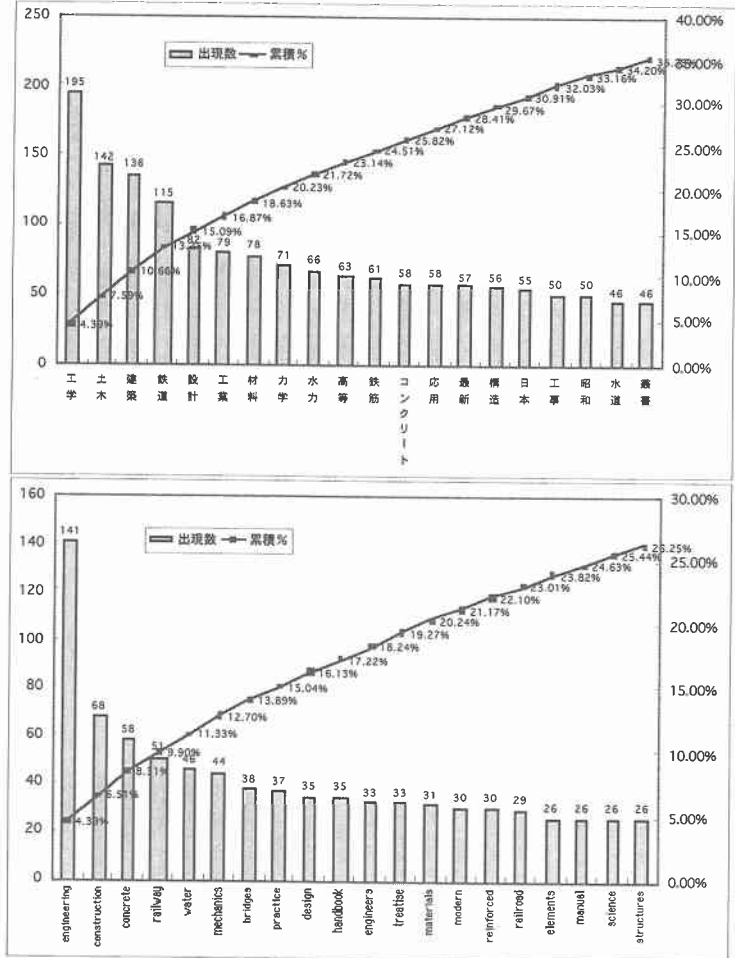 250
200
150
100
50
0
40.00%
35.00%
30.00%
25.00%
20.00%
15.00%
10.00%
5.00%
0.00%
出現数 累積%
195 142 136 115 82 79 78 71 66 63 61 58 58 57 56 55 50 50 46 46
4.39% 7.59% 10.66% 15.09% 16.87% 18.63% 20.23% 21.72% 23.14% 24.51% 25.82% 27.12% 28.41% 29.67% 30.91% 32.03% 33.16% 34.20%
工学
土木
建築
鉄道
設計
工業
材料
力学
水力
高等
鉄筋
コンクリート
応用
最新
構造
日本
工事
昭和
水道
叢書
160
140
120
100
80
60
40
20
0
30.00%
25.00%
20.00%
15.00%
10.00%
5.00%
0.00%
出現数 累積%
141 68 58 51 46 44 38 37 35 35 33 33 31 30 30 29 26 26 26 26
4.39% 6.51% 8.31% 9.90% 11.33% 12.70% 13.89% 15.04% 16.13% 17.22% 18.24% 19.27% 20.24% 21.17% 22.10% 23.01% 23.82% 24.63% 25.44% 26.25%
engineering
construction
concrete
railway
water
mechanics
bridges
practice
design
handbook
engineers
treatise
materials
modern
reinforced
railroad
elements
manual
science
structures